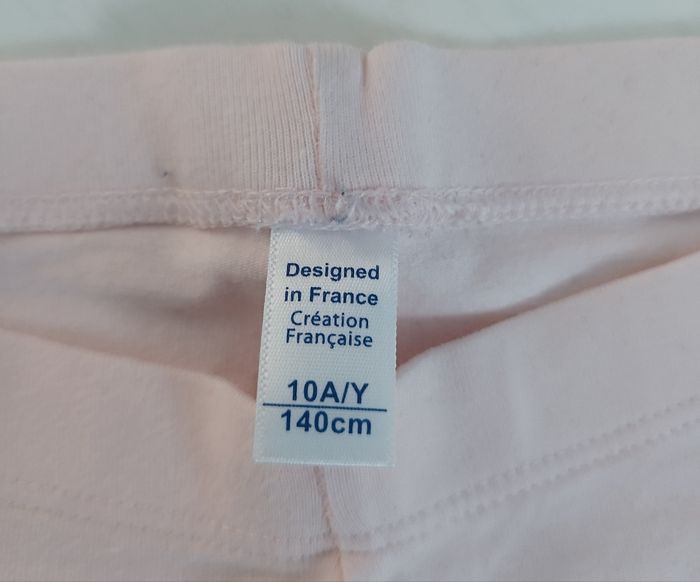 Designed
in France
Création
Française
10A/Y
140cm